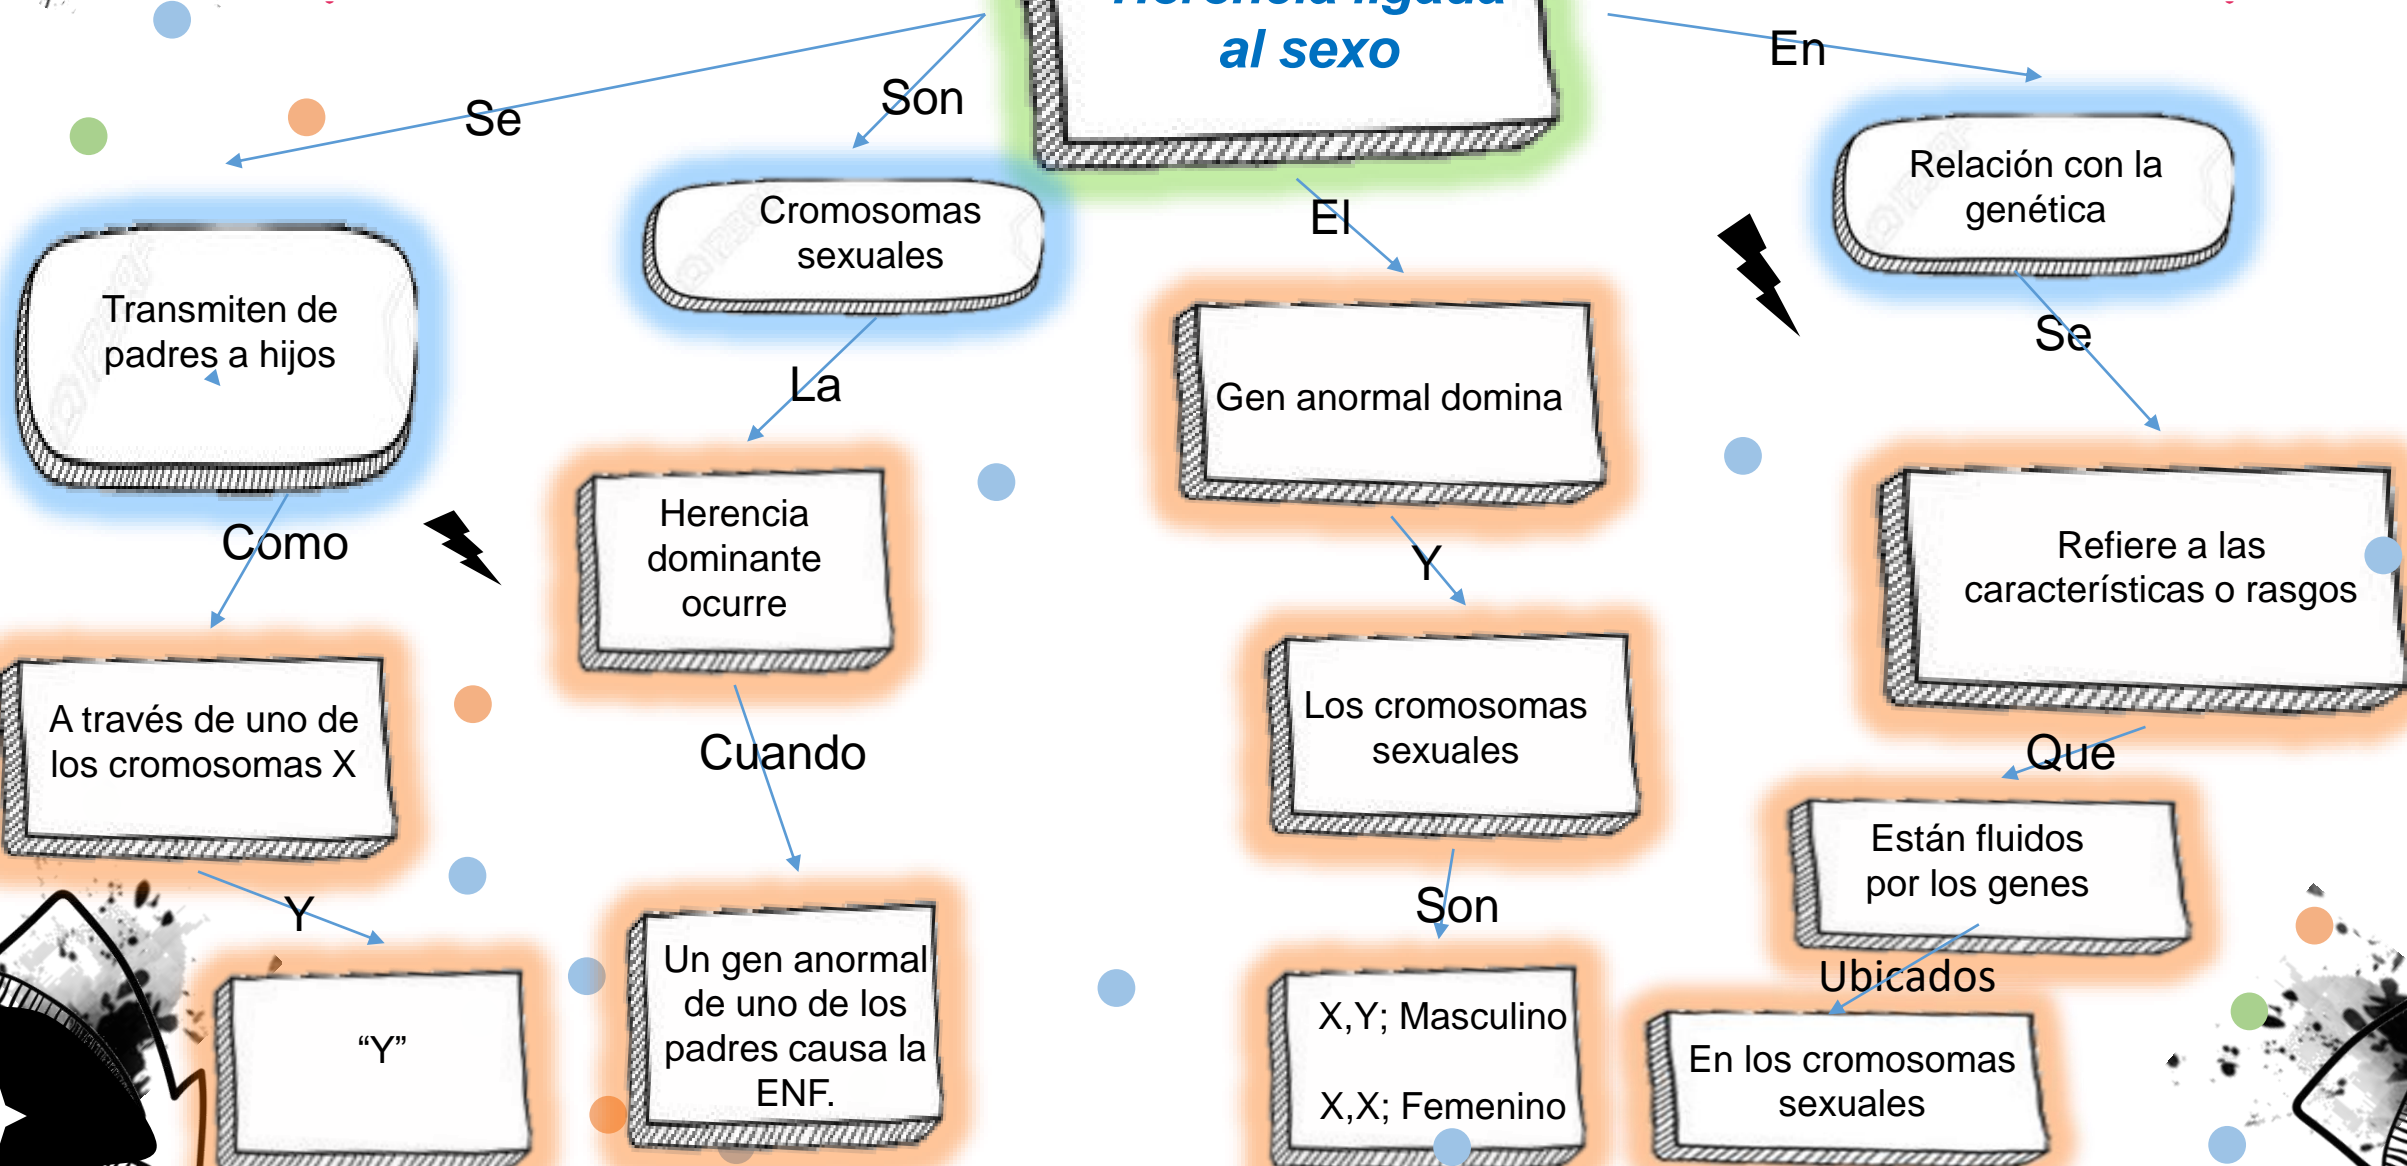 Herencia ligada
al sexo
Se
Son
El
En
Transmiten de
padres a hijos
Como
A través de uno de
los cromosomas X
Y
“Y”
Cromosomas
sexuales
La
Herencia
dominante
ocurre
Cuando
Un gen anormal
de uno de los
padres causa la
ENF.
Gen anormal domina
Y
Los cromosomas
sexuales
Son
X,Y; Masculino
X,X; Femenino
Relación con la
genética
Se
Refiere a las
características o rasgos
Que
Están fluidos
por los genes
Ubicados
En los cromosomas
sexuales